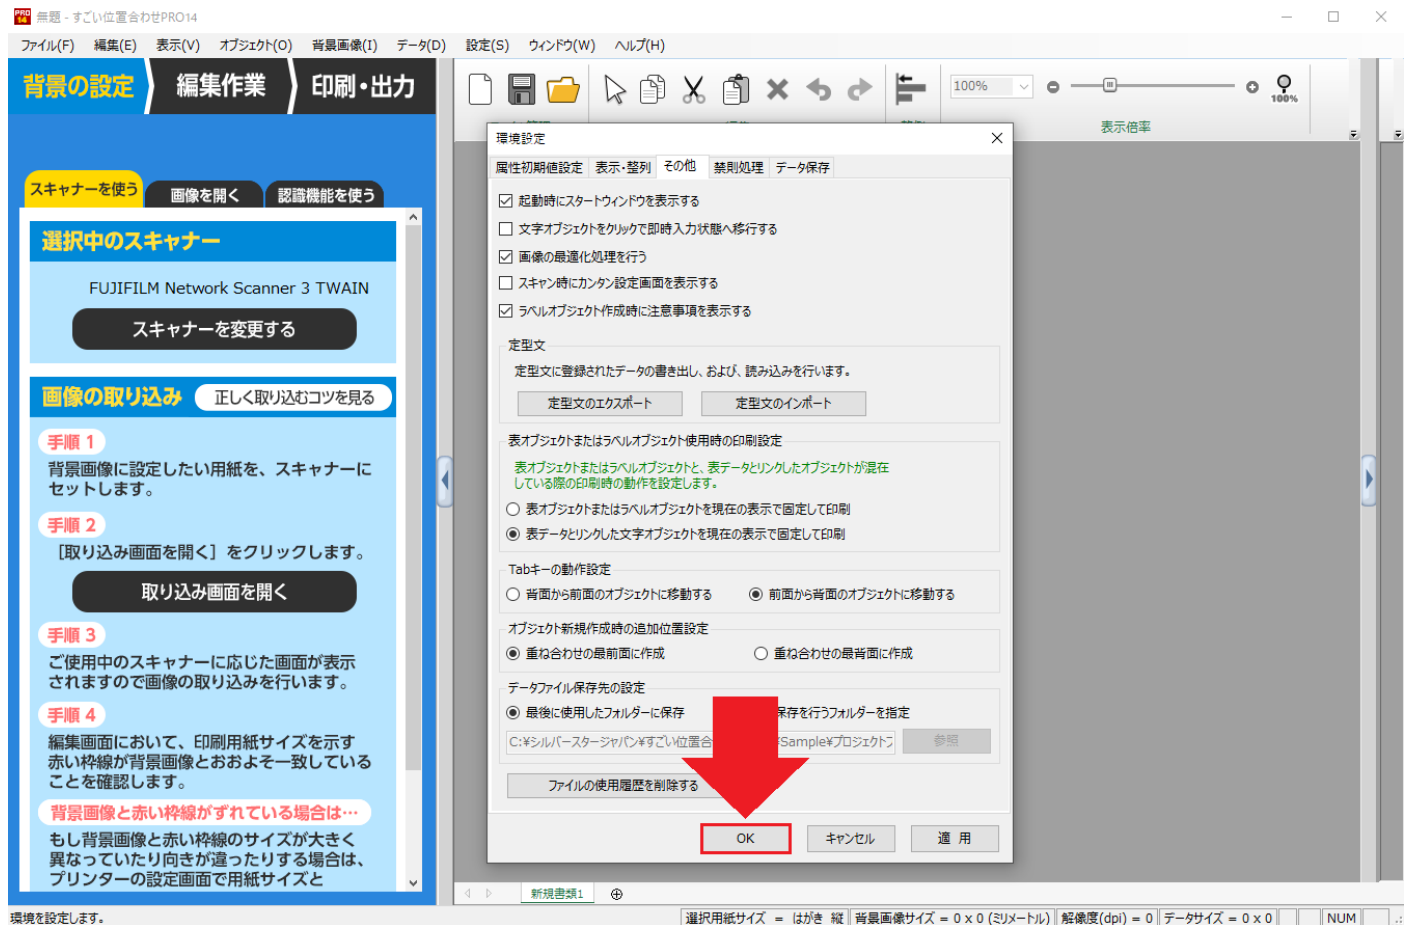 PRO
14
無題 - すごい位置合わせPRO14
ファイル(F) 編集(E) 表示(V) オブジェクト(O) 背景画像(I) データ(D) 設定(S) ウィンドウ(W) ヘルプ(H)
背景の設定 編集作業 印刷・出力
100%
100%
表示倍率
スキャナーを使う 画像を開く 認識機能を使う
選択中のスキャナー
FUJIFILM Network Scanner 3 TWAIN
スキャナーを変更する
画像の取り込み 正しく取り込むコツを見る
手順 1
背景画像に設定したい用紙を、スキャナーに
セットします。
手順 2
［取り込み画面を開く］をクリックします。
取り込み画面を開く
手順 3
ご使用中のスキャナーに応じた画面が表示
されますので画像の取り込みを行います。
手順 4
編集画面において、印刷用紙サイズを示す
赤い枠線が背景画像とおおよそ一致している
ことを確認します。
背景画像と赤い枠線がずれている場合は…
もし背景画像と赤い枠線のサイズが大きく
異なっていたり向きが違ったりする場合は、
プリンターの設定画面で用紙サイズと
環境設定
属性初期値設定 表示・整列 その他 禁則処理 データ保存
起動時にスタートウィンドウを表示する
文字オブジェクトをクリックで即時入力状態へ移行する
画像の最適化処理を行う
スキャン時にカンタン設定画面を表示する
ラベルオブジェクト作成時に注意事項を表示する
定型文
定型文に登録されたデータの書き出し、および、読み込みを行います。
定型文のエクスポート 定型文のインポート
表オブジェクトまたはラベルオブジェクト使用時の印刷設定
表オブジェクトまたはラベルオブジェクトと、表データとリンクしたオブジェクトが混在
している際の印刷時の動作を設定します。
表オブジェクトまたはラベルオブジェクトを現在の表示で固定して印刷
表データとリンクした文字オブジェクトを現在の表示で固定して印刷
Tabキーの動作設定
背面から前面のオブジェクトに移動する 前面から背面のオブジェクトに移動する
オブジェクト新規作成時の追加位置設定
重ね合わせの最前面に作成 重ね合わせの最背面に作成
データファイル保存先の設定
最後に使用したフォルダーに保存 保存を行うフォルダーを指定
C:¥シルバースタージャパン¥すごい位置合 ¥Sample¥プロジェクトフ 参照
ファイルの使用履歴を削除する
OK キャンセル 適 用
新規書類1
環境を設定します。 選択用紙サイズ = はがき 縦 背景画像サイズ = 0 x 0 (ミリメートル) 解像度(dpi) = 0 データサイズ = 0 x 0 NUM